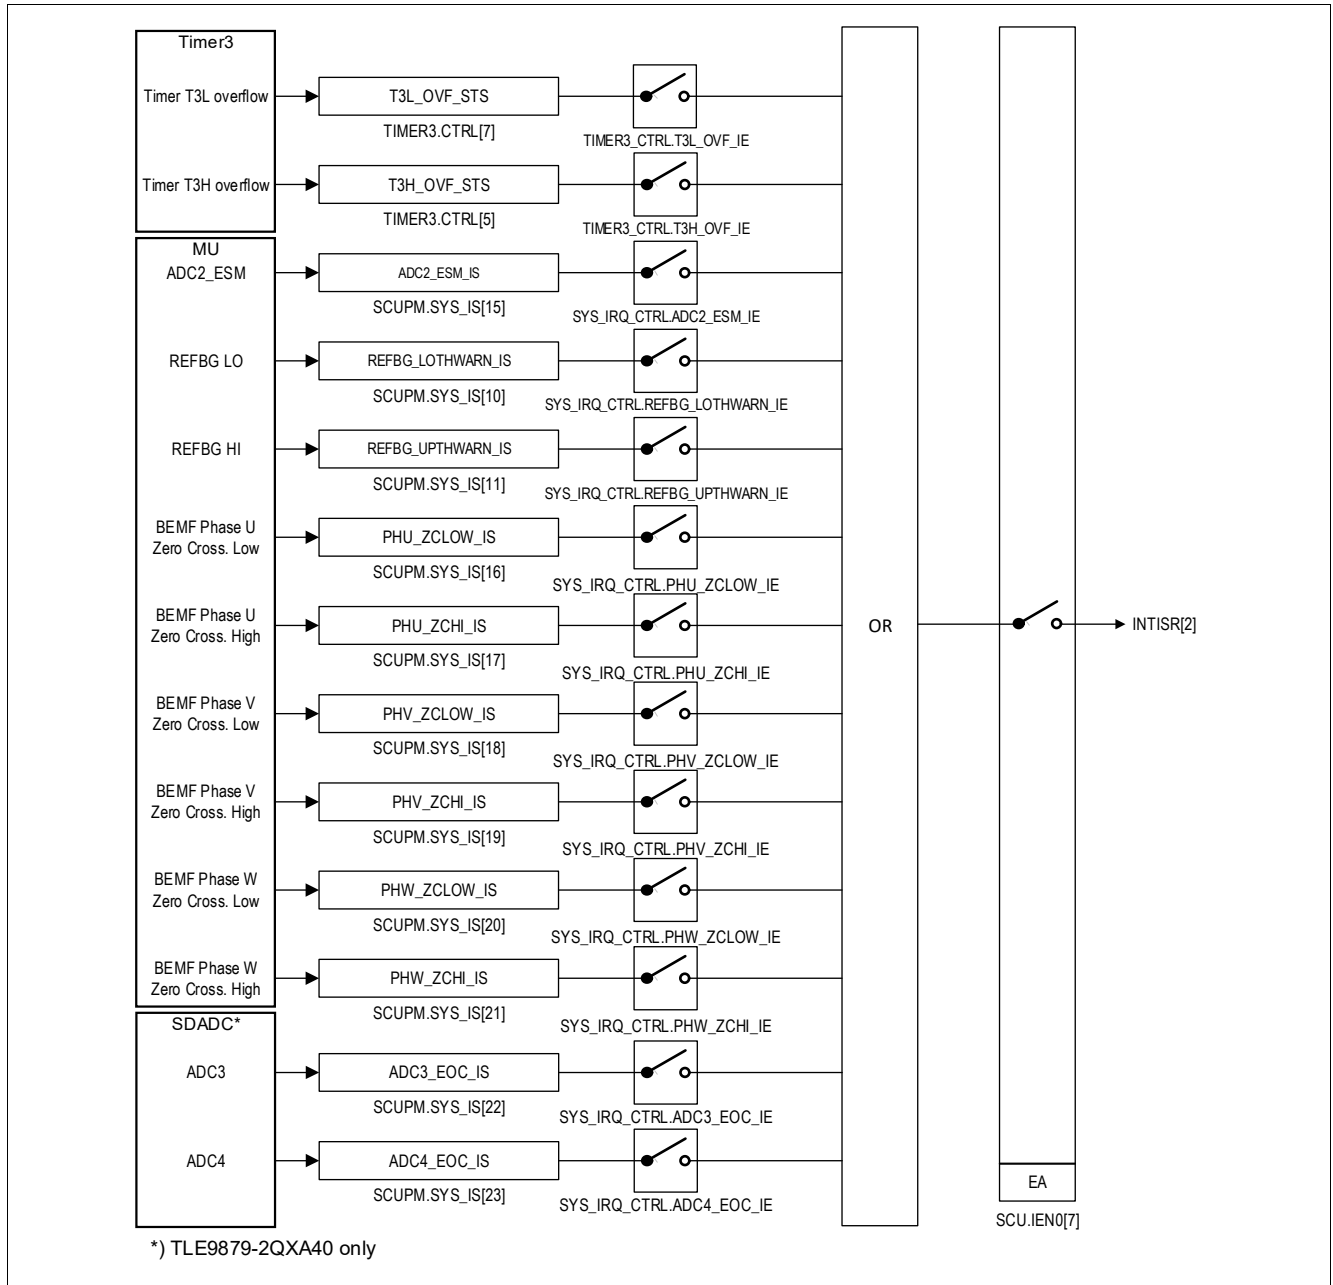 Timer3
Timer T3L overflow
T3L_OVF_STS
TIMER3.CTRL[7]
TIMER3_CTRL.T3L_OVF_IE
Timer T3H overflow
T3H_OVF_STS
TIMER3.CTRL[5]
TIMER3_CTRL.T3H_OVF_IE
MU
ADC2_ESM
ADC2_ESM_IS
SCUPM.SYS_IS[15]
SYS_IRQ_CTRL.ADC2_ESM_IE
REFBG LO
REFBG_LOTHWARN_IS
SCUPM.SYS_IS[10]
SYS_IRQ_CTRL.REFBG_LOTHWARN_IE
REFBG HI
REFBG_UPTHWARN_IS
SCUPM.SYS_IS[11]
SYS_IRQ_CTRL.REFBG_UPTHWARN_IE
BEMF Phase U
Zero Cross. Low
PHU_ZCLOW_IS
SCUPM.SYS_IS[16]
SYS_IRQ_CTRL.PHU_ZCLOW_IE
BEMF Phase U
Zero Cross. High
PHU_ZCHI_IS
SCUPM.SYS_IS[17]
SYS_IRQ_CTRL.PHU_ZCHI_IE
BEMF Phase V
Zero Cross. Low
PHV_ZCLOW_IS
SCUPM.SYS_IS[18]
SYS_IRQ_CTRL.PHV_ZCLOW_IE
BEMF Phase V
Zero Cross. High
PHV_ZCHI_IS
SCUPM.SYS_IS[19]
SYS_IRQ_CTRL.PHV_ZCHI_IE
BEMF Phase W
Zero Cross. Low
PHW_ZCLOW_IS
SCUPM.SYS_IS[20]
SYS_IRQ_CTRL.PHW_ZCLOW_IE
BEMF Phase W
Zero Cross. High
PHW_ZCHI_IS
SCUPM.SYS_IS[21]
SYS_IRQ_CTRL.PHW_ZCHI_IE
SDADC*
ADC3
ADC3_EOC_IS
SCUPM.SYS_IS[22]
SYS_IRQ_CTRL.ADC3_EOC_IE
ADC4
ADC4_EOC_IS
SCUPM.SYS_IS[23]
SYS_IRQ_CTRL.ADC4_EOC_IE
OR
INTISR[2]
EA
SCU.IEN0[7]
*) TLE9879-2QXA40 only